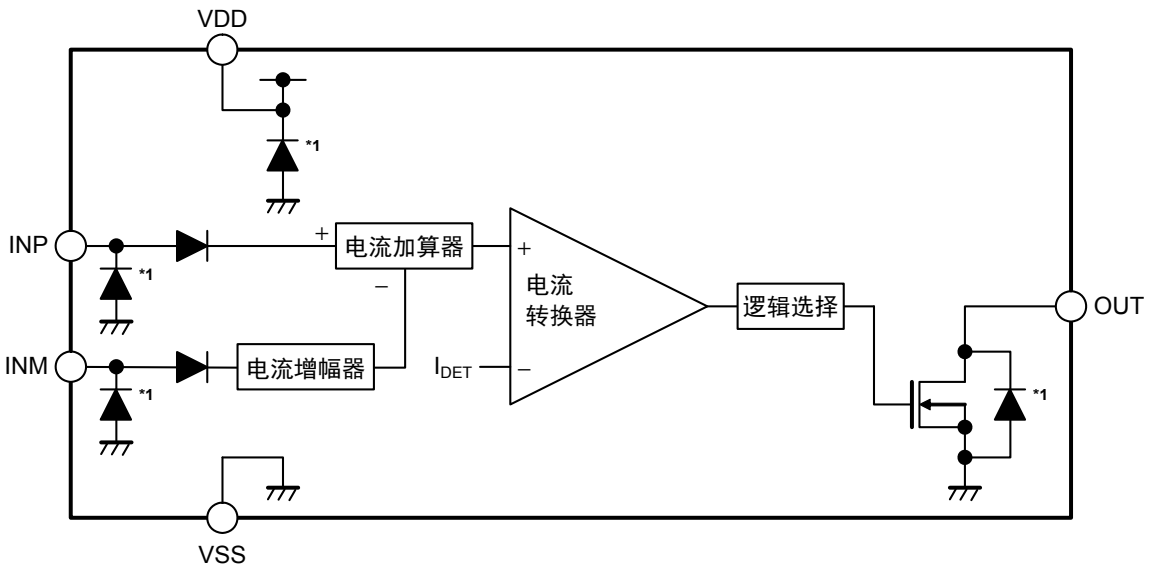 VDD
*1
INP
+
电流加算器
−
*1
+
电流
转换器
逻辑选择
OUT
INM
电流增幅器
*1
IDET
−
*1
VSS